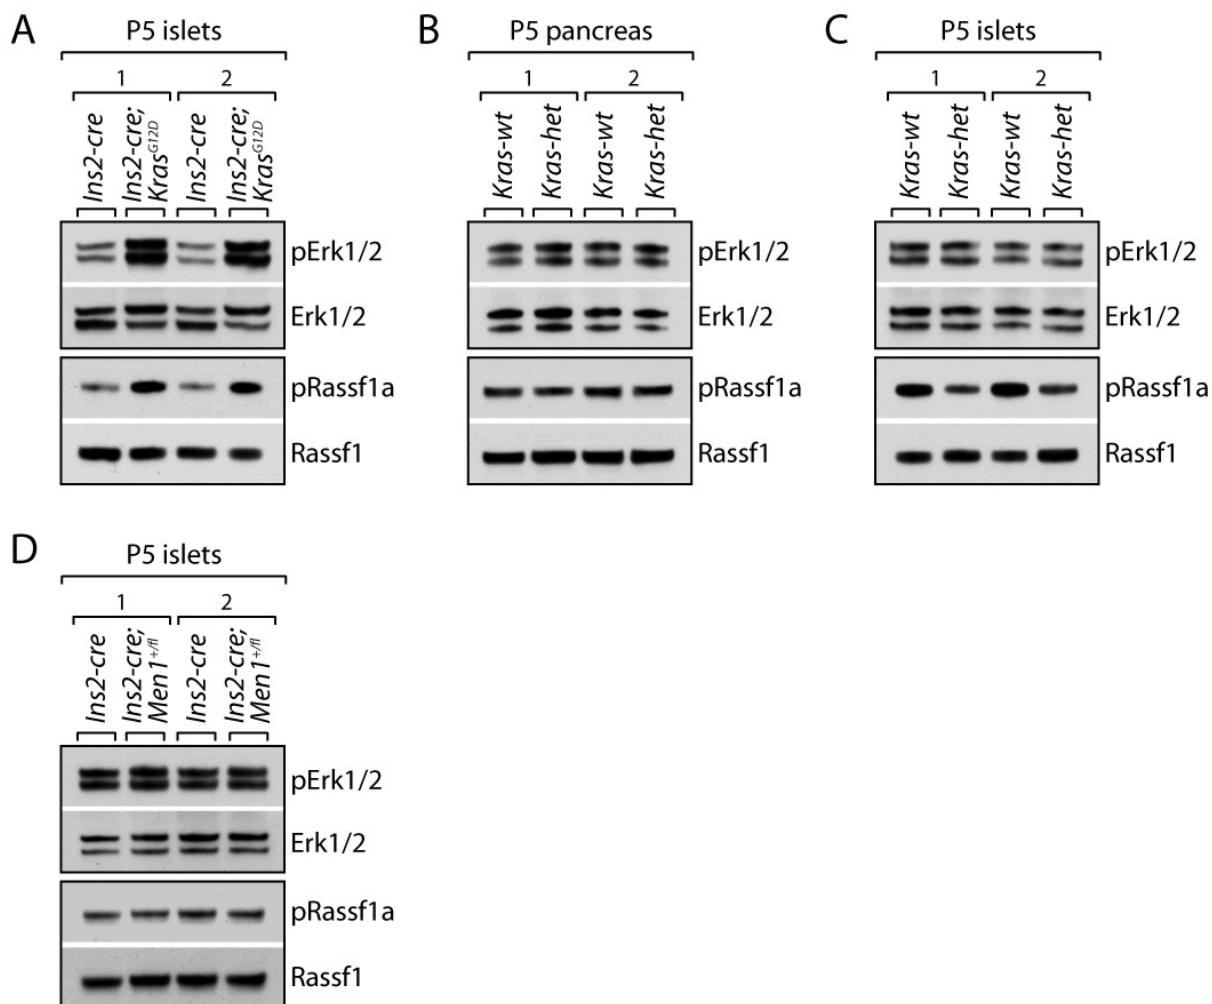 A
P5 islets
1 2
Ins2-cre
Ins2-cre;
Kras^G12D
Ins2-cre
Ins2-cre;
Kras^G12D
pErk1/2
Erk1/2
pRassf1a
Rassf1
B
P5 pancreas
1 2
Kras-wt
Kras-het
Kras-wt
Kras-het
pErk1/2
Erk1/2
pRassf1a
Rassf1
C
P5 islets
1 2
Kras-wt
Kras-het
Kras-wt
Kras-het
pErk1/2
Erk1/2
pRassf1a
Rassf1
D
P5 islets
1 2
Ins2-cre
Ins2-cre;
Men1^+/fl
Ins2-cre
Ins2-cre;
Men1^+/fl
pErk1/2
Erk1/2
pRassf1a
Rassf1